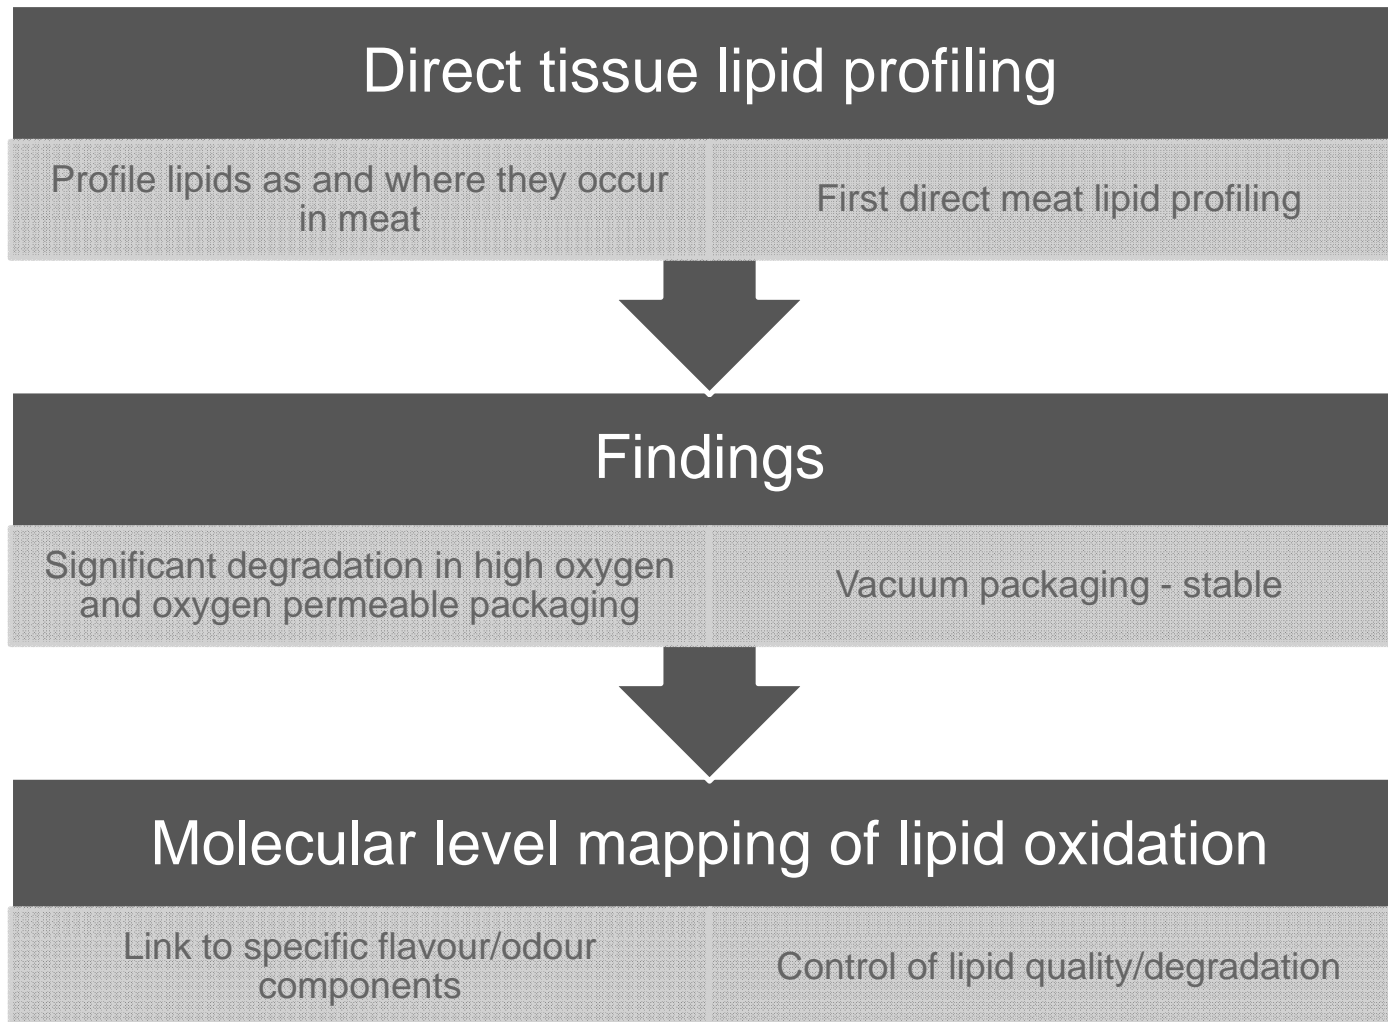 Direct tissue lipid profiling
Profile lipids as and where they occur
in meat
First direct meat lipid profiling
Findings
Significant degradation in high oxygen
and oxygen permeable packaging
Vacuum packaging - stable
Molecular level mapping of lipid oxidation
Link to specific flavour/odour
components
Control of lipid quality/degradation